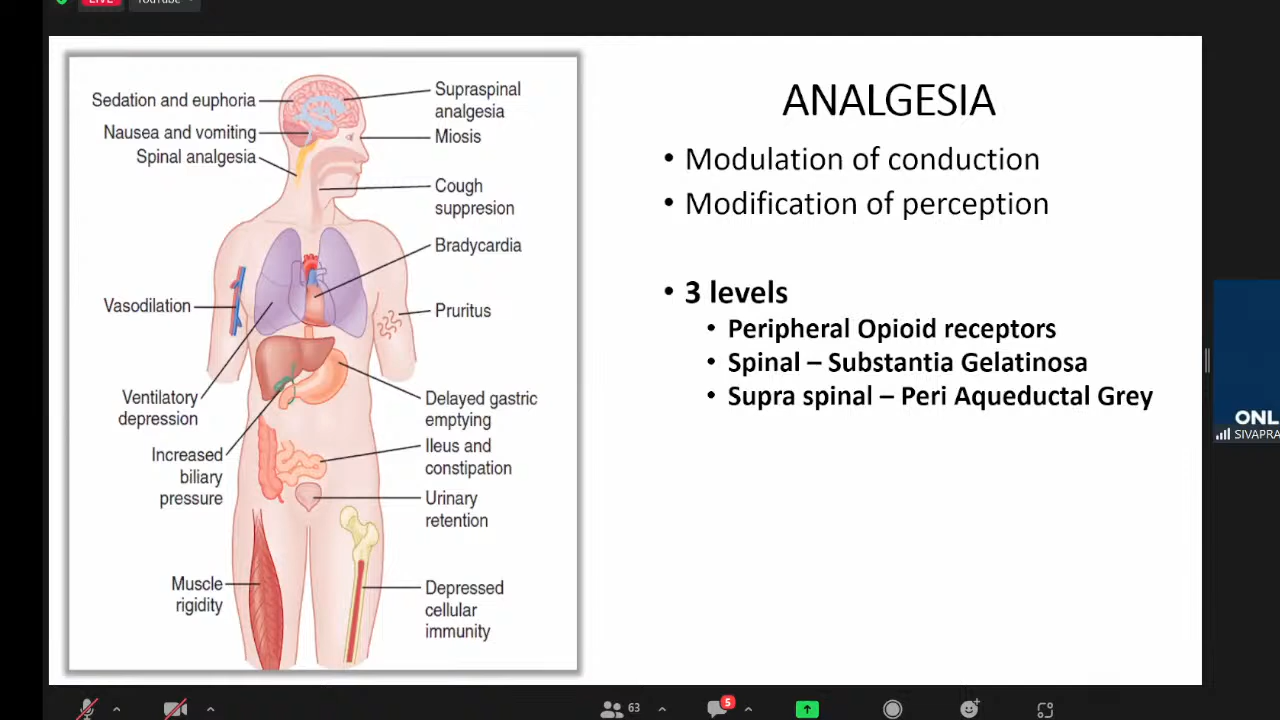 LIVE
YouTube
Sedation and euphoria
Nausea and vomiting
Spinal analgesia
Vasodilation
Ventilatory
depression
Increased
biliary
pressure
Muscle
rigidity
Supraspinal
analgesia
Miosis
Cough
suppresion
Bradycardia
Pruritus
Delayed gastric
emptying
Ileus and
constipation
Urinary
retention
Depressed
cellular
immunity
ANALGESIA
• Modulation of conduction
• Modification of perception
• 3 levels
• Peripheral Opioid receptors
• Spinal – Substantia Gelatinosa
• Supra spinal – Peri Aqueductal Grey
ONL
SIVAPRA
63
5